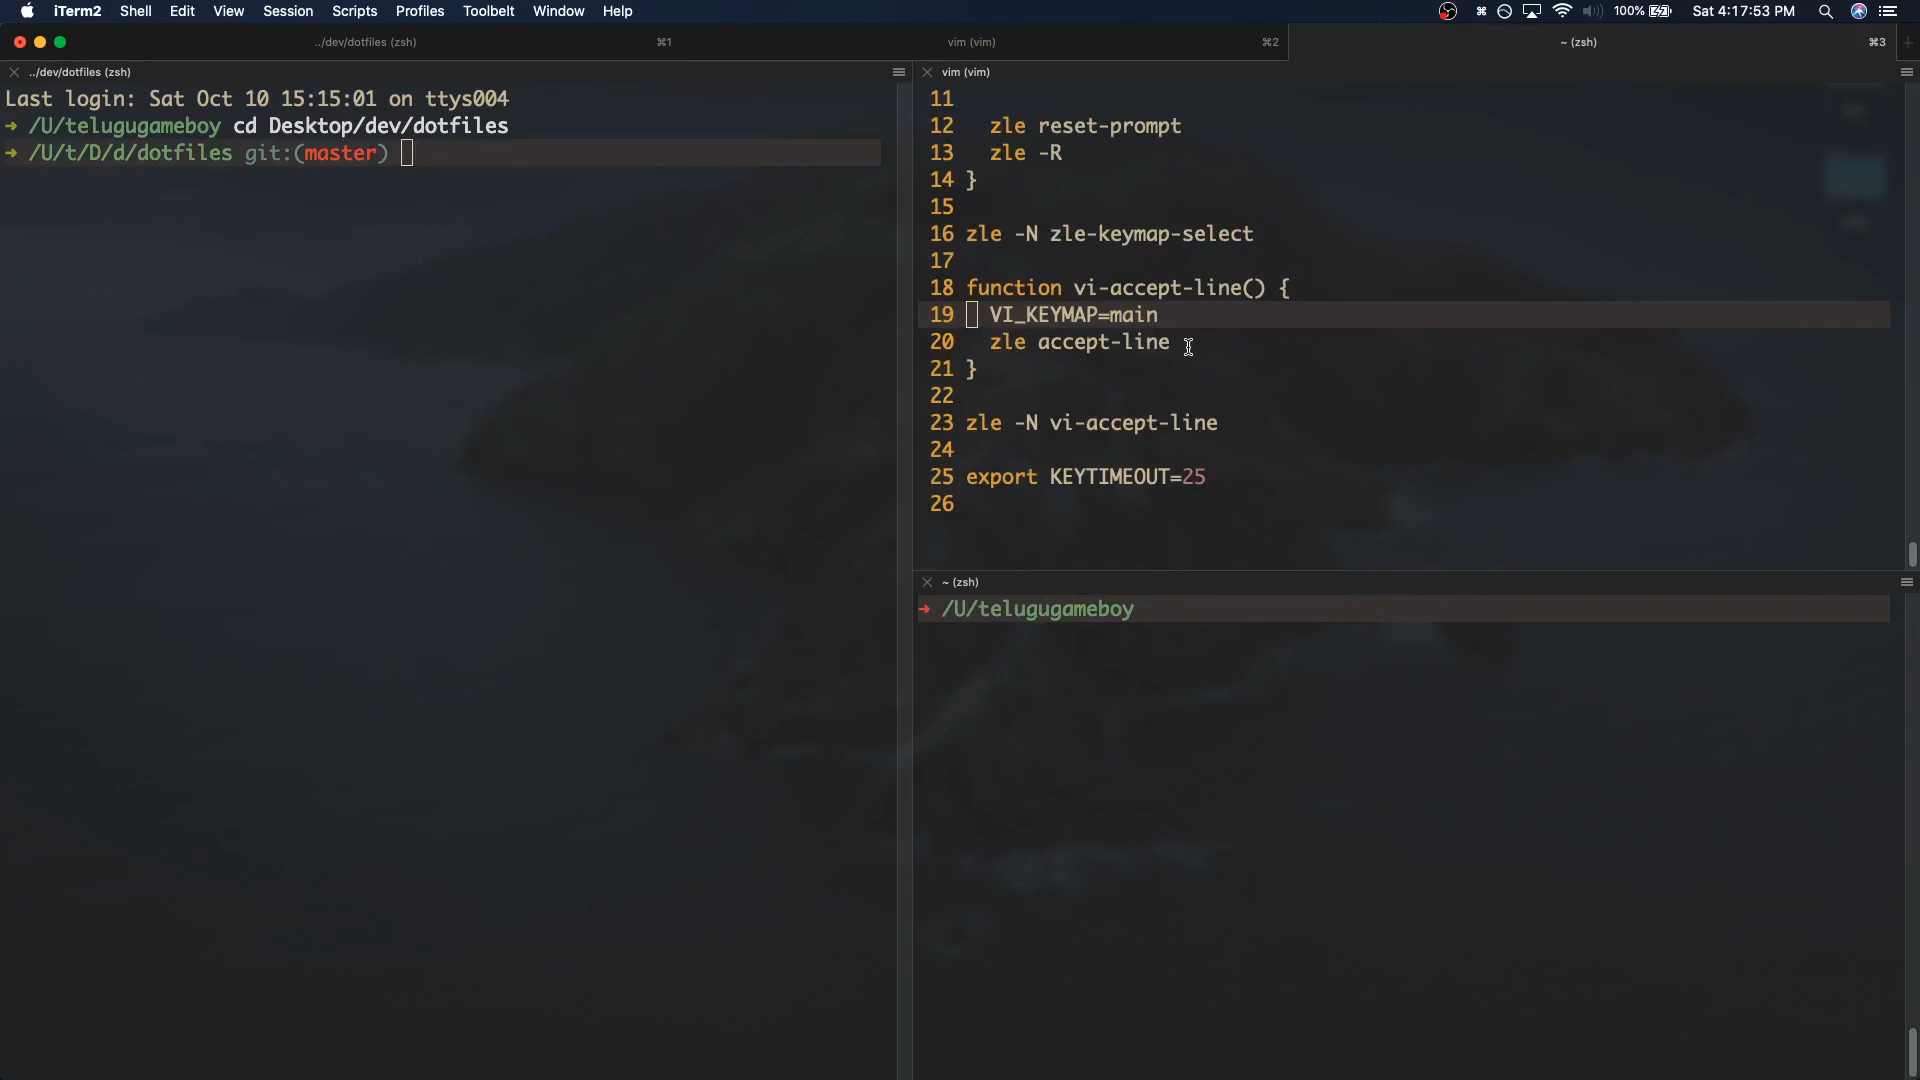 iTerm2 Shell Edit View Session Scripts Profiles Toolbelt Window Help 100% Sat 4:17:53 PM
../dev/dotfiles (zsh) ⌘1 vim (vim) ⌘2 ~ (zsh) ⌘3
../dev/dotfiles (zsh)
Last login: Sat Oct 10 15:15:01 on ttys004
➜ /U/telugugameboy cd Desktop/dev/dotfiles
➜ /U/t/D/d/dotfiles git:(master)
vim (vim)
11
12   zle reset-prompt
13   zle -R
14 }
15
16 zle -N zle-keymap-select
17
18 function vi-accept-line() {
19   VI_KEYMAP=main
20   zle accept-line
21 }
22
23 zle -N vi-accept-line
24
25 export KEYTIMEOUT=25
26
~ (zsh)
➜ /U/telugugameboy